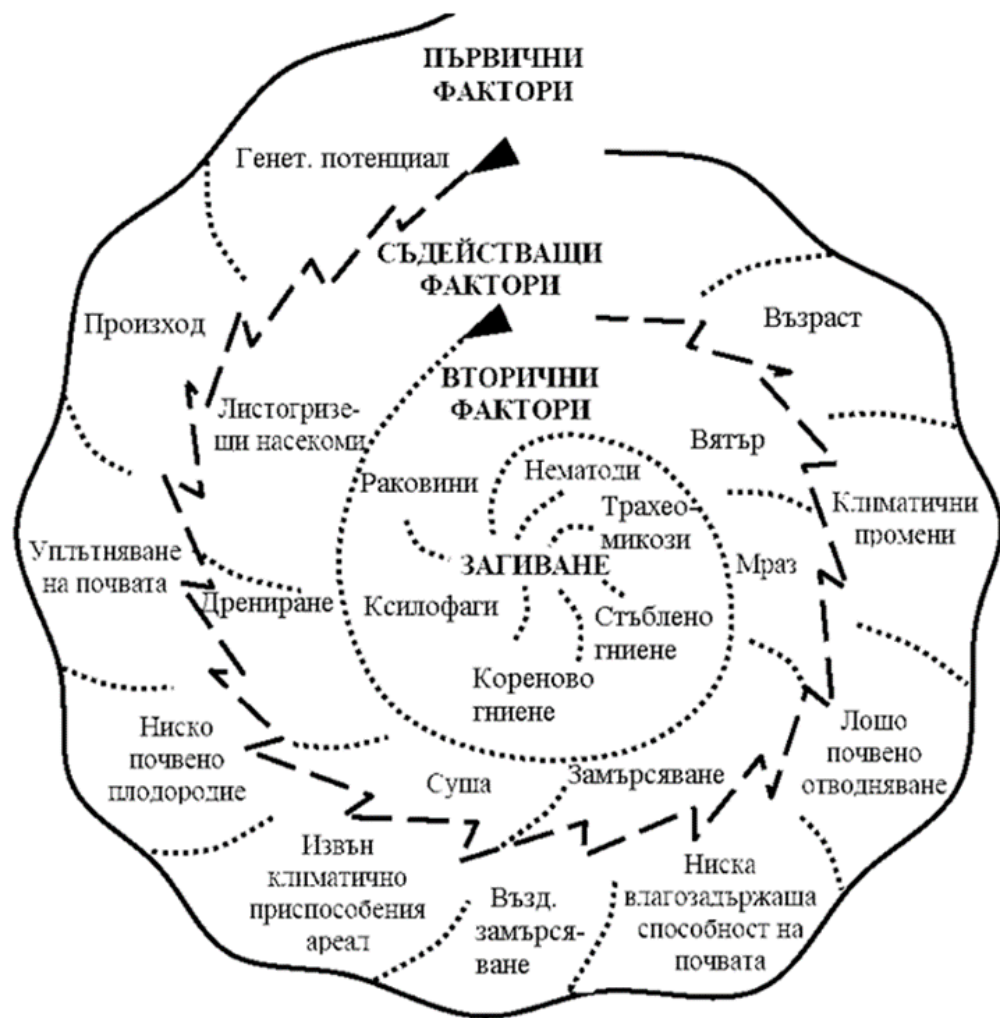 ПЪРВИЧНИ
ФАКТОРИ
Генет. потенциал
СЪДЕЙСТВАЩИ
ФАКТОРИ
Произход
Възраст
ВТОРИЧНИ
ФАКТОРИ
Листогризе-
щи насекоми
Вятър
Раковини
Нематоди
Трахео-
микози
Климатични
промени
Уплътняване
на почвата
Дрениране
ЗАГИВАНЕ
Мраз
Ксилофаги
Стъблено
гниене
Кореново
гниене
Ниско
почвено
плодородие
Лошо
почвено
отводняване
Суша
Замърсяване
Извън
климатично
приспособения
ареал
Възд.
замърся-
ване
Ниска
влагозадържаща
способност на
почвата